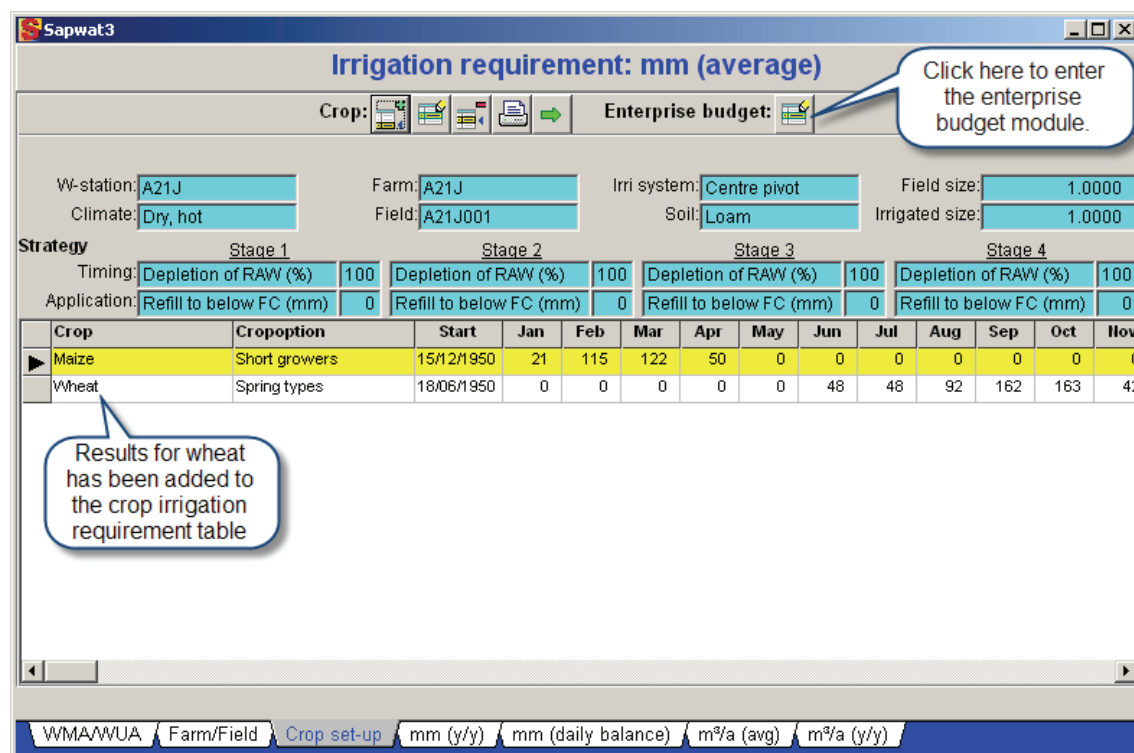 Sapwat3
Irrigation requirement: mm (average)
Click here to enter
the enterprise
budget module.
Crop: Enterprise budget:
W-station: A21J Farm: A21J Irri system: Centre pivot Field size: 1.0000
Climate: Dry, hot Field: A21J001 Soil: Loam Irrigated size: 1.0000
Strategy Stage 1 Stage 2 Stage 3 Stage 4
Timing: Depletion of RAW (%) 100 Depletion of RAW (%) 100 Depletion of RAW (%) 100 Depletion of RAW (%) 100
Application: Refill to below FC (mm) 0 Refill to below FC (mm) 0 Refill to below FC (mm) 0 Refill to below FC (mm) 0
Crop Cropoption Start Jan Feb Mar Apr May Jun Jul Aug Sep Oct Nov
Maize Short growers 15/12/1950 21 115 122 50 0 0 0 0 0 0
Wheat Spring types 18/06/1950 0 0 0 0 0 48 48 92 162 163
Results for wheat
has been added to
the crop irrigation
requirement table
WMA/WUA Farm/Field Crop set-up mm (y/y) mm (daily balance) m³/a (avg) m³/a (y/y)